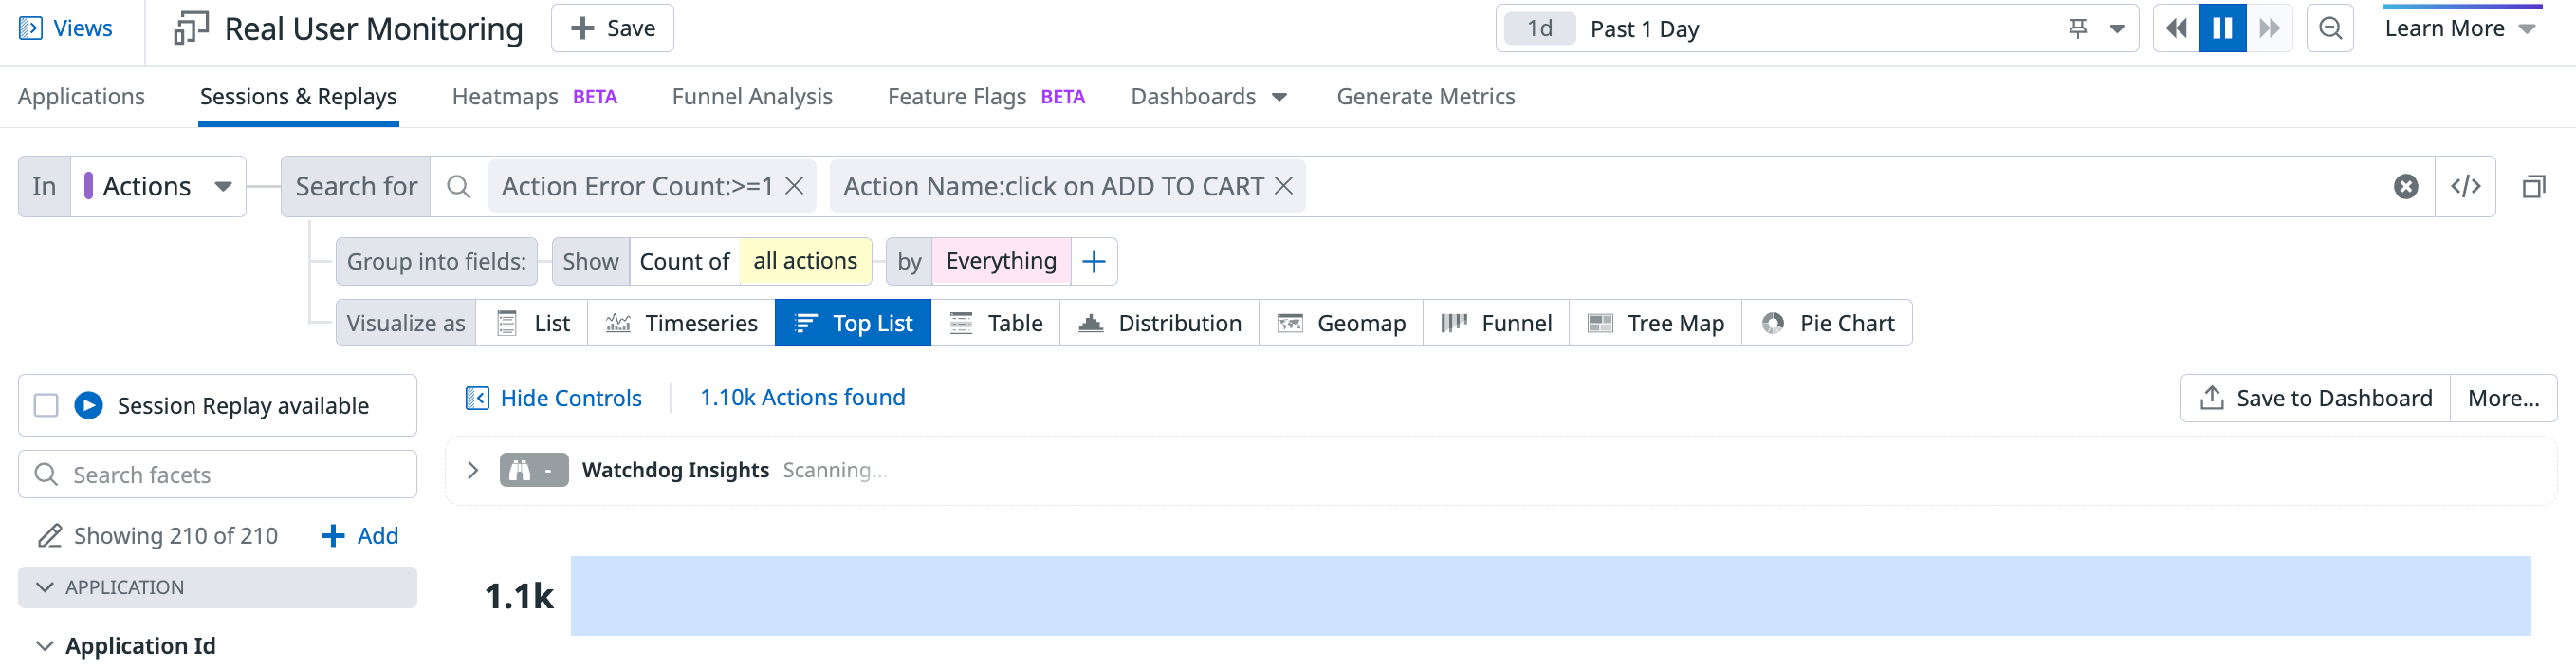 Views Real User Monitoring + Save 1d Past 1 Day Learn More
Applications Sessions & Replays Heatmaps BETA Funnel Analysis Feature Flags BETA Dashboards Generate Metrics
In Actions Search for Action Error Count:>=1 × Action Name:click on ADD TO CART × </>
Group into fields: Show Count of all actions by Everything +
Visualize as List Timeseries Top List Table Distribution Geomap Funnel Tree Map Pie Chart
Session Replay available Hide Controls 1.10k Actions found Save to Dashboard More...
Search facets - Watchdog Insights Scanning...
Showing 210 of 210 + Add
APPLICATION 1.1k
Application Id